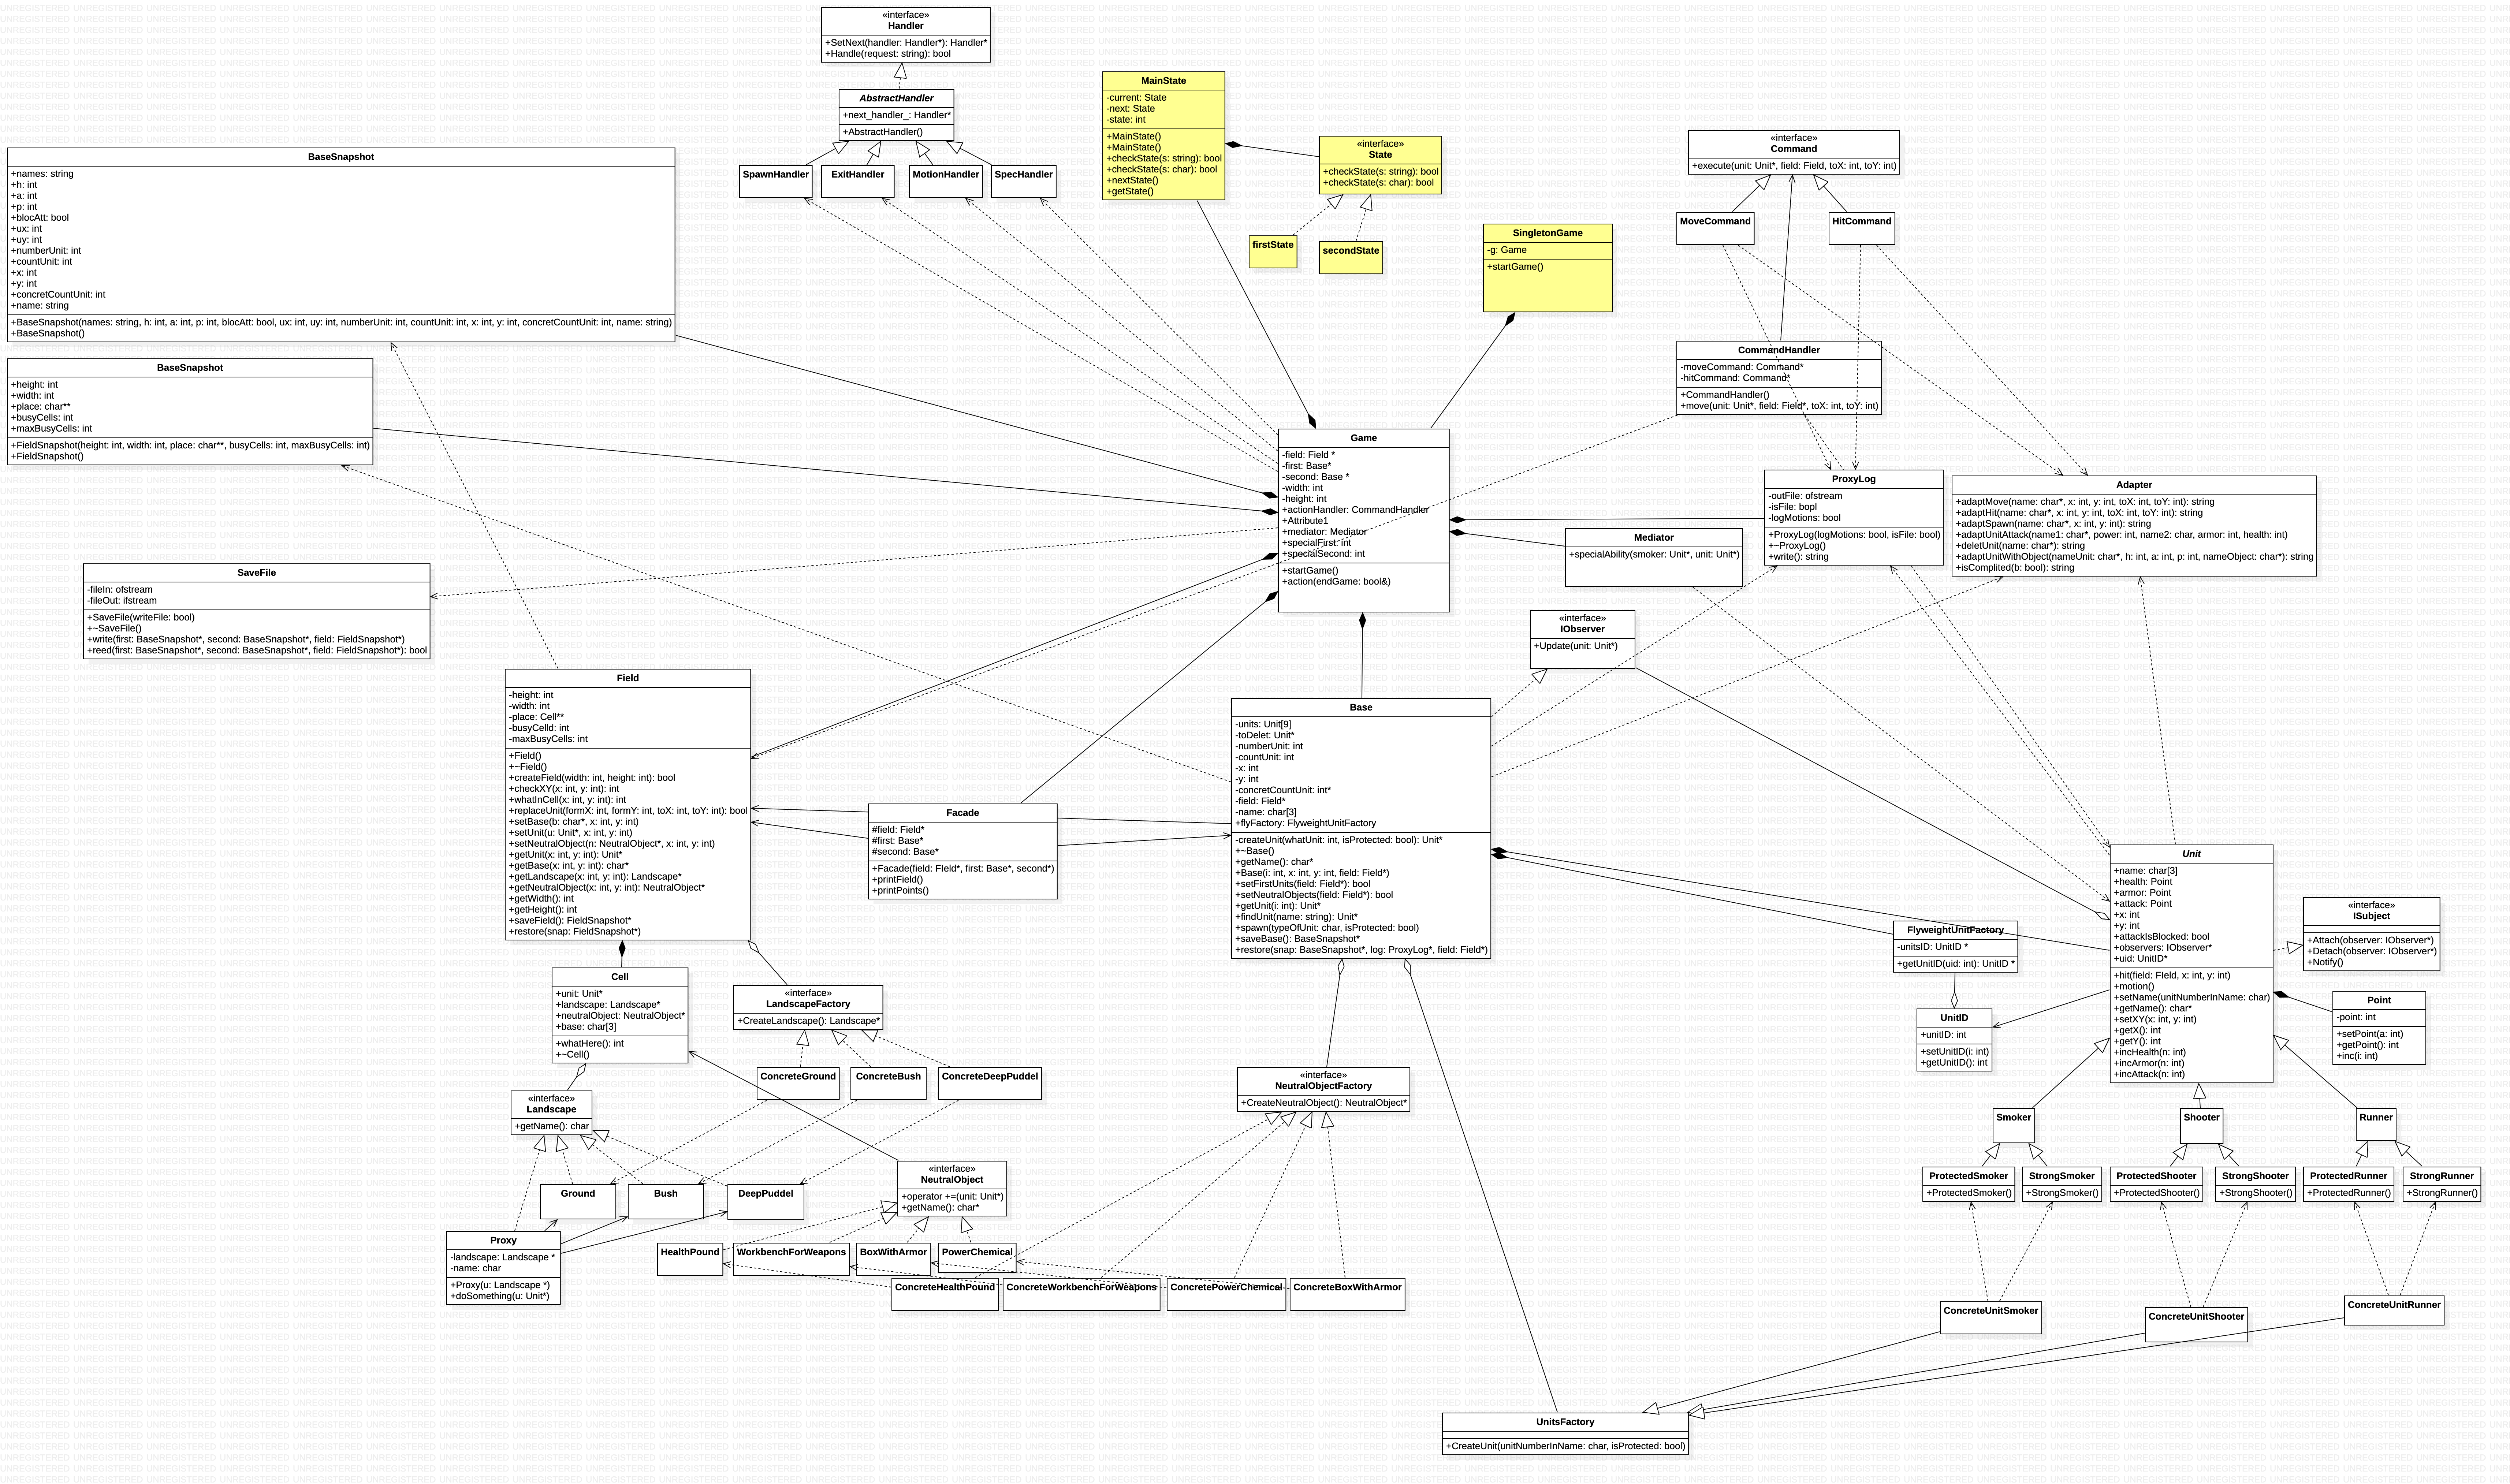 «interface»
Handler
+SetNext(handler: Handler*): Handler*
+Handle(request: string): bool
AbstractHandler
+next_handler_: Handler*
+AbstractHandler()
SpawnHandler
ExitHandler
MotionHandler
SpecHandler
MainState
-current: State
-next: State
-state: int
+MainState()
+MainState()
+checkState(s: string): bool
+checkState(s: char): bool
+nextState()
+getState()
«interface»
State
+checkState(s: string): bool
+checkState(s: char): bool
firstState
secondState
SingletonGame
-g: Game
+startGame()
«interface»
Command
+execute(unit: Unit*, field: Field, toX: int, toY: int)
MoveCommand
HitCommand
CommandHandler
-moveCommand: Command*
-hitCommand: Command*
+CommandHandler()
+move(unit: Unit*, field: Field*, toX: int, toY: int)
BaseSnapshot
+names: string
+h: int
+a: int
+p: int
+blocAtt: bool
+ux: int
+uy: int
+numberUnit: int
+countUnit: int
+x: int
+y: int
+concretCountUnit: int
+name: string
+BaseSnapshot(names: string, h: int, a: int, p: int, blocAtt: bool, ux: int, uy: int, numberUnit: int, countUnit: int, x: int, y: int, concretCountUnit: int, name: string)
+BaseSnapshot()
BaseSnapshot
+height: int
+width: int
+place: char**
+busyCells: int
+maxBusyCells: int
+FieldSnapshot(height: int, width: int, place: char**, busyCells: int, maxBusyCells: int)
+FieldSnapshot()
SaveFile
-fileIn: ofstream
-fileOut: ifstream
+SaveFile(writeFile: bool)
+~SaveFile()
+write(first: BaseSnapshot*, second: BaseSnapshot*, field: FieldSnapshot*)
+reed(first: BaseSnapshot*, second: BaseSnapshot*, field: FieldSnapshot*): bool
Game
-field: Field *
-first: Base*
-second: Base *
-width: int
-height: int
+actionHandler: CommandHandler
+Attribute1
+mediator: Mediator
+specialFirst: int
+specialSecond: int
+startGame()
+action(endGame: bool&)
ProxyLog
-outFile: ofstream
-isFile: bopl
-logMotions: bool
+ProxyLog(logMotions: bool, isFile: bool)
+~ProxyLog()
+write(): string
Adapter
+adaptMove(name: char*, x: int, y: int, toX: int, toY: int): string
+adaptHit(name: char*, x: int, y: int, toX: int, toY: int): string
+adaptSpawn(name: char*, x: int, y: int): string
+adaptUnitAttack(name1: char*, power: int, name2: char, armor: int, health: int)
+deletUnit(name: char*): string
+adaptUnitWithObject(nameUnit: char*, h: int, a: int, p: int, nameObject: char*): string
+isComplited(b: bool): string
Mediator
+specialAbility(smoker: Unit*, unit: Unit*)
«interface»
IObserver
+Update(unit: Unit*)
Field
-height: int
-width: int
-place: Cell**
-busyCelld: int
-maxBusyCells: int
+Field()
+~Field()
+createField(width: int, height: int): bool
+checkXY(x: int, y: int): int
+whatInCell(x: int, y: int): int
+replaceUnit(formX: int, formY: int, toX: int, toY: int): bool
+setBase(b: char*, x: int, y: int)
+setUnit(u: Unit*, x: int, y: int)
+setNeutralObject(n: NeutralObject*, x: int, y: int)
+getUnit(x: int, y: int): Unit*
+getBase(x: int, y: int): char*
+getLandscape(x: int, y: int): Landscape*
+getNeutralObject(x: int, y: int): NeutralObject*
+getWidth(): int
+getHeight(): int
+saveField(): FieldSnapshot*
+restore(snap: FieldSnapshot*)
Facade
#field: Field*
#first: Base*
#second: Base*
+Facade(field: FIeld*, first: Base*, second*)
+printField()
+printPoints()
Base
-units: Unit[9]
-toDelet: Unit*
-numberUnit: int
-countUnit: int
-x: int
-y: int
-concretCountUnit: int*
-field: Field*
-name: char[3]
+flyFactory: FlyweightUnitFactory
-createUnit(whatUnit: int, isProtected: bool): Unit*
+~Base()
+getName(): char*
+Base(i: int, x: int, y: int, field: Field*)
+setFirstUnits(field: Field*): bool
+setNeutralObjects(field: Field*): bool
+getUnit(i: int): Unit*
+findUnit(name: string): Unit*
+spawn(typeOfUnit: char, isProtected: bool)
+saveBase(): BaseSnapshot*
+restore(snap: BaseSnapshot*, log: ProxyLog*, field: Field*)
Unit
+name: char[3]
+health: Point
+armor: Point
+attack: Point
+x: int
+y: int
+attackIsBlocked: bool
+observers: IObserver*
+uid: UnitID*
+hit(field: FIeld, x: int, y: int)
+motion()
+setName(unitNumberInName: char)
+getName(): char*
+setXY(x: int, y: int)
+getX(): int
+getY(): int
+incHealth(n: int)
+incArmor(n: int)
+incAttack(n: int)
«interface»
ISubject
+Attach(observer: IObserver*)
+Detach(observer: IObserver*)
+Notify()
FlyweightUnitFactory
-unitsID: UnitID *
+getUnitID(uid: int): UnitID *
UnitID
+unitID: int
+setUnitID(i: int)
+getUnitID(): int
Point
-point: int
+setPoint(a: int)
+getPoint(): int
+inc(i: int)
Cell
+unit: Unit*
+landscape: Landscape*
+neutralObject: NeutralObject*
+base: char[3]
+whatHere(): int
+~Cell()
«interface»
LandscapeFactory
+CreateLandscape(): Landscape*
ConcreteGround
ConcreteBush
ConcreteDeepPuddel
«interface»
Landscape
+getName(): char
«interface»
NeutralObjectFactory
+CreateNeutralObject(): NeutralObject*
Smoker
Shooter
Runner
«interface»
NeutralObject
+operator +=(unit: Unit*)
+getName(): char*
Ground
Bush
DeepPuddel
ProtectedSmoker
+ProtectedSmoker()
StrongSmoker
+StrongSmoker()
ProtectedShooter
+ProtectedShooter()
StrongShooter
+StrongShooter()
ProtectedRunner
+ProtectedRunner()
StrongRunner
+StrongRunner()
Proxy
-landscape: Landscape *
-name: char
+Proxy(u: Landscape *)
+doSomething(u: Unit*)
HealthPound
WorkbenchForWeapons
BoxWithArmor
PowerChemical
ConcreteHealthPound
ConcreteWorkbenchForWeapons
ConcretePowerChemical
ConcreteBoxWithArmor
ConcreteUnitSmoker
ConcreteUnitShooter
ConcreteUnitRunner
UnitsFactory
+CreateUnit(unitNumberInName: char, isProtected: bool)